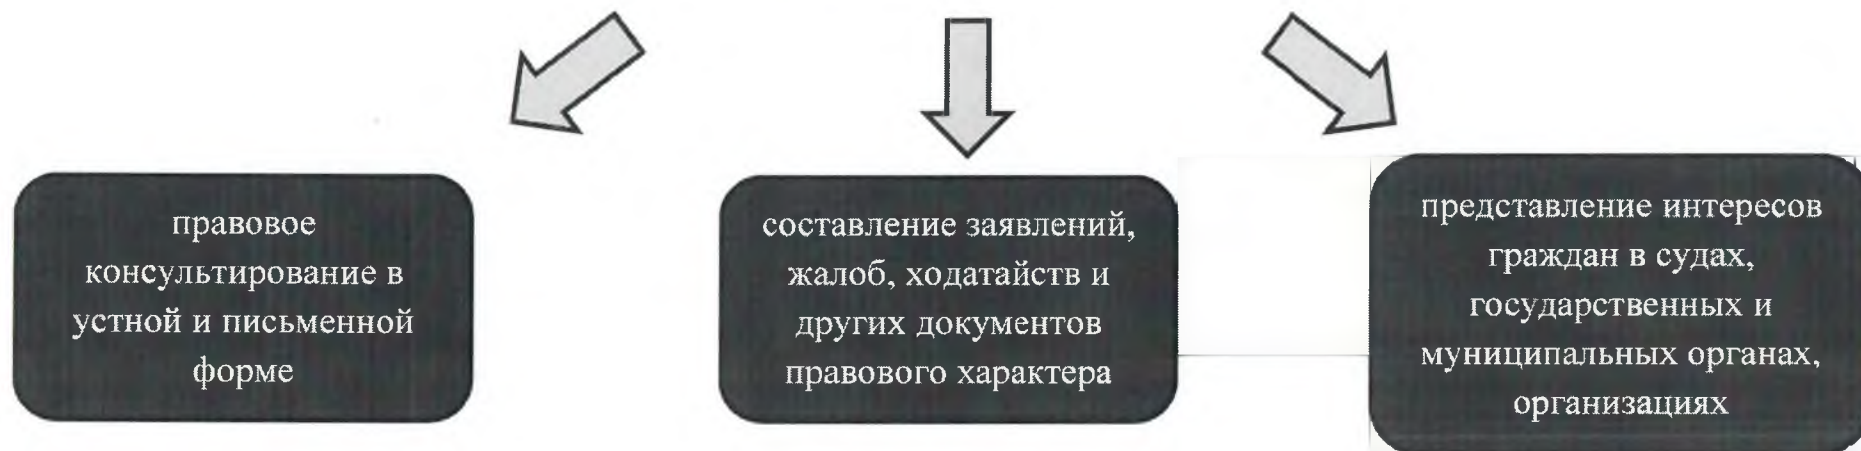 правовое
консультирование в
устной и письменной
форме
составление заявлений,
жалоб, ходатайств и
других документов
правового характера
представление интересов
граждан в судах,
государственных и
муниципальных органах,
организациях